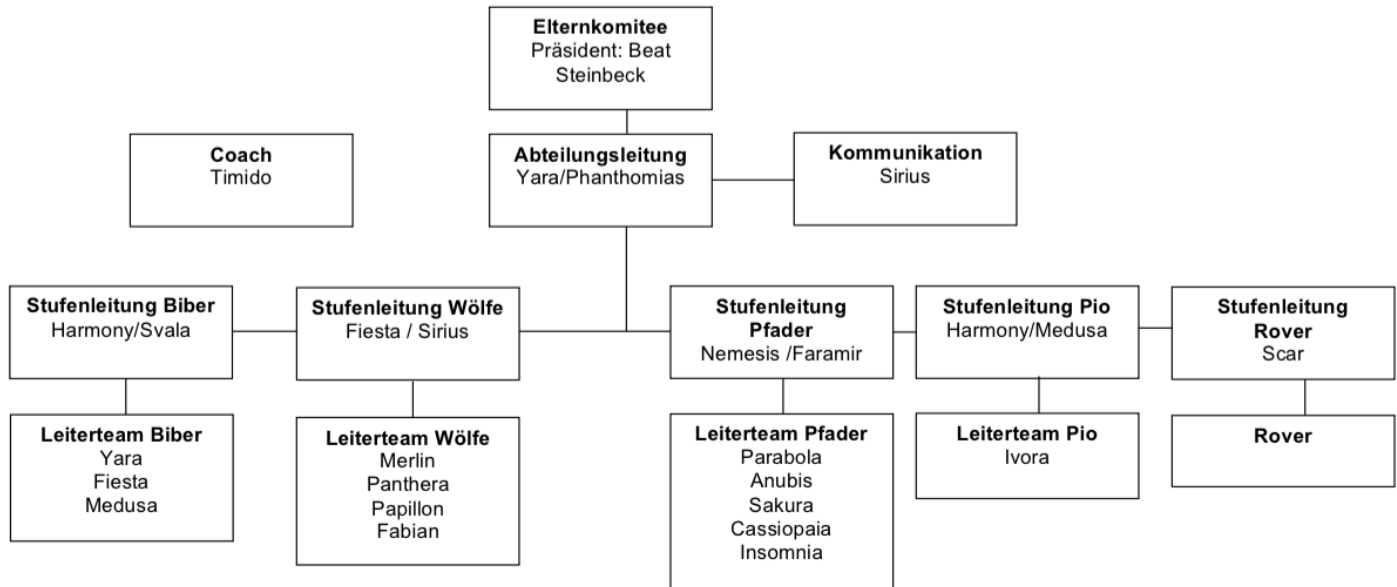 Elternkomitee
Präsident: Beat
Steinbeck
Coach
Timido
Abteilungsleitung
Yara/Phanthomias
Kommunikation
Sirius
Stufenleitung Biber
Harmony/Svala
Stufenleitung Wölfe
Fiesta / Sirius
Stufenleitung
Pfader
Nemesis /Faramir
Stufenleitung Pio
Harmony/Medusa
Stufenleitung
Rover
Scar
Leiterteam Biber
Yara
Fiesta
Medusa
Leiterteam Wölfe
Merlin
Panthera
Papillon
Fabian
Leiterteam Pfader
Parabola
Anubis
Sakura
Cassiopaia
Insomnia
Leiterteam Pio
Ivora
Rover